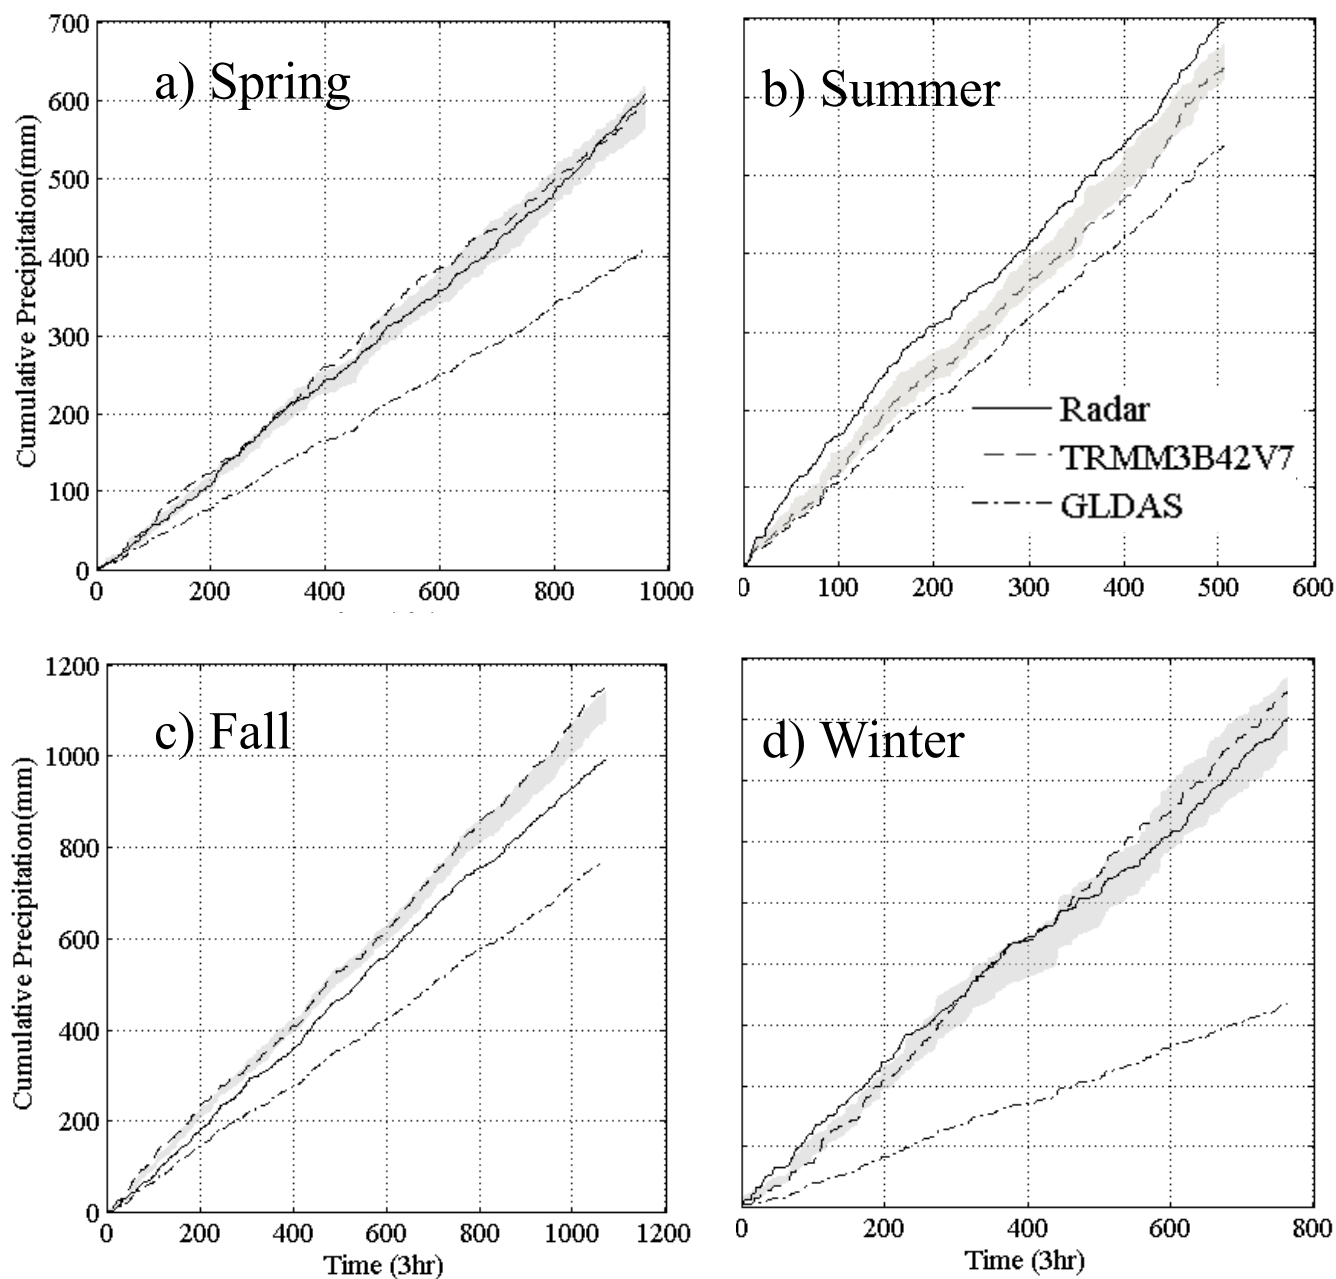 a) Spring
Cumulative Precipitation(mm)
700
600
500
400
300
200
100
0
0 200 400 600 800 1000
b) Summer
Radar
TRMM3B42V7
GLDAS
0 100 200 300 400 500 600
c) Fall
Cumulative Precipitation(mm)
1200
1000
800
600
400
200
0
0 200 400 600 800 1000 1200
Time (3hr)
d) Winter
0 200 400 600 800
Time (3hr)